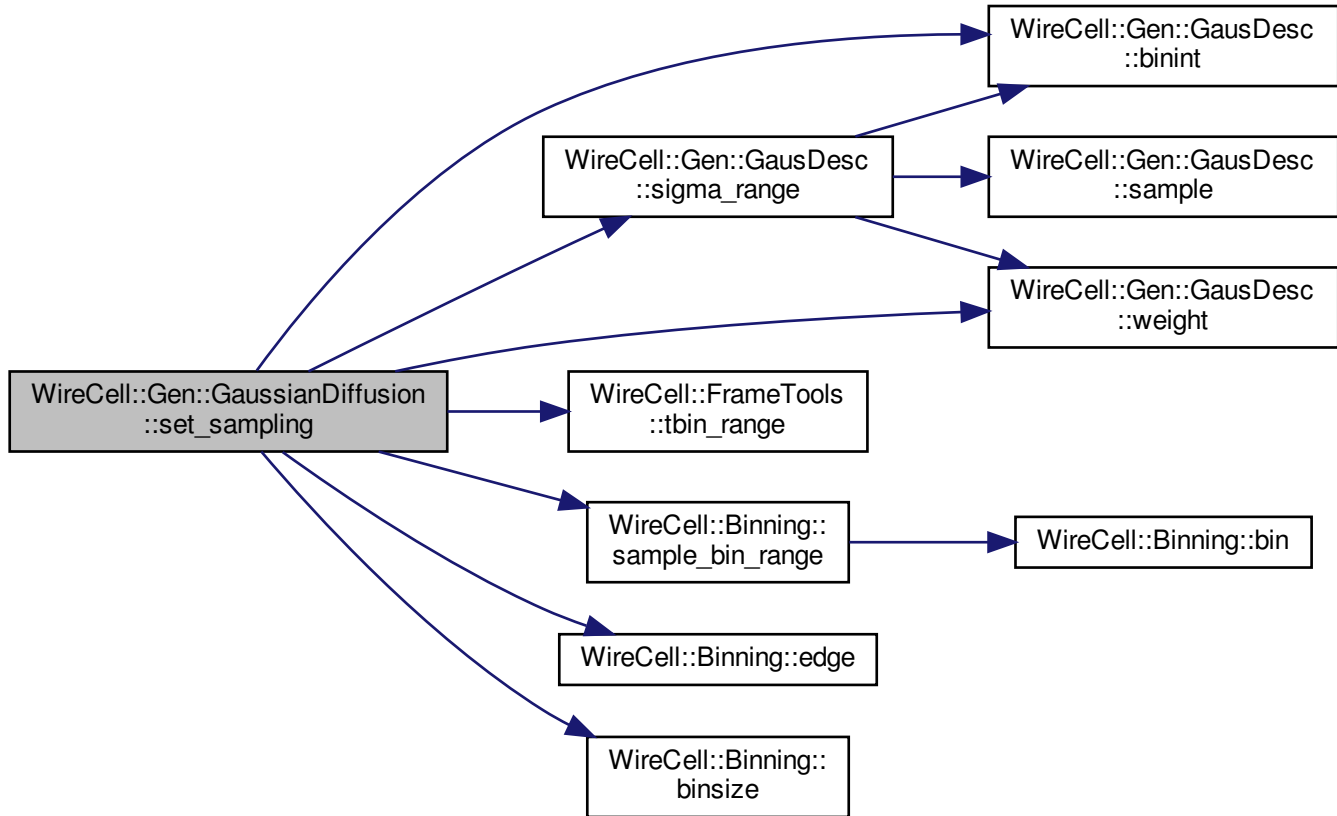 WireCell::Gen::GausDesc
::binint
WireCell::Gen::GausDesc
::sigma_range
WireCell::Gen::GausDesc
::sample
WireCell::Gen::GausDesc
::weight
WireCell::Gen::GaussianDiffusion
::set_sampling
WireCell::FrameTools
::tbin_range
WireCell::Binning::
sample_bin_range
WireCell::Binning::bin
WireCell::Binning::edge
WireCell::Binning::
binsize